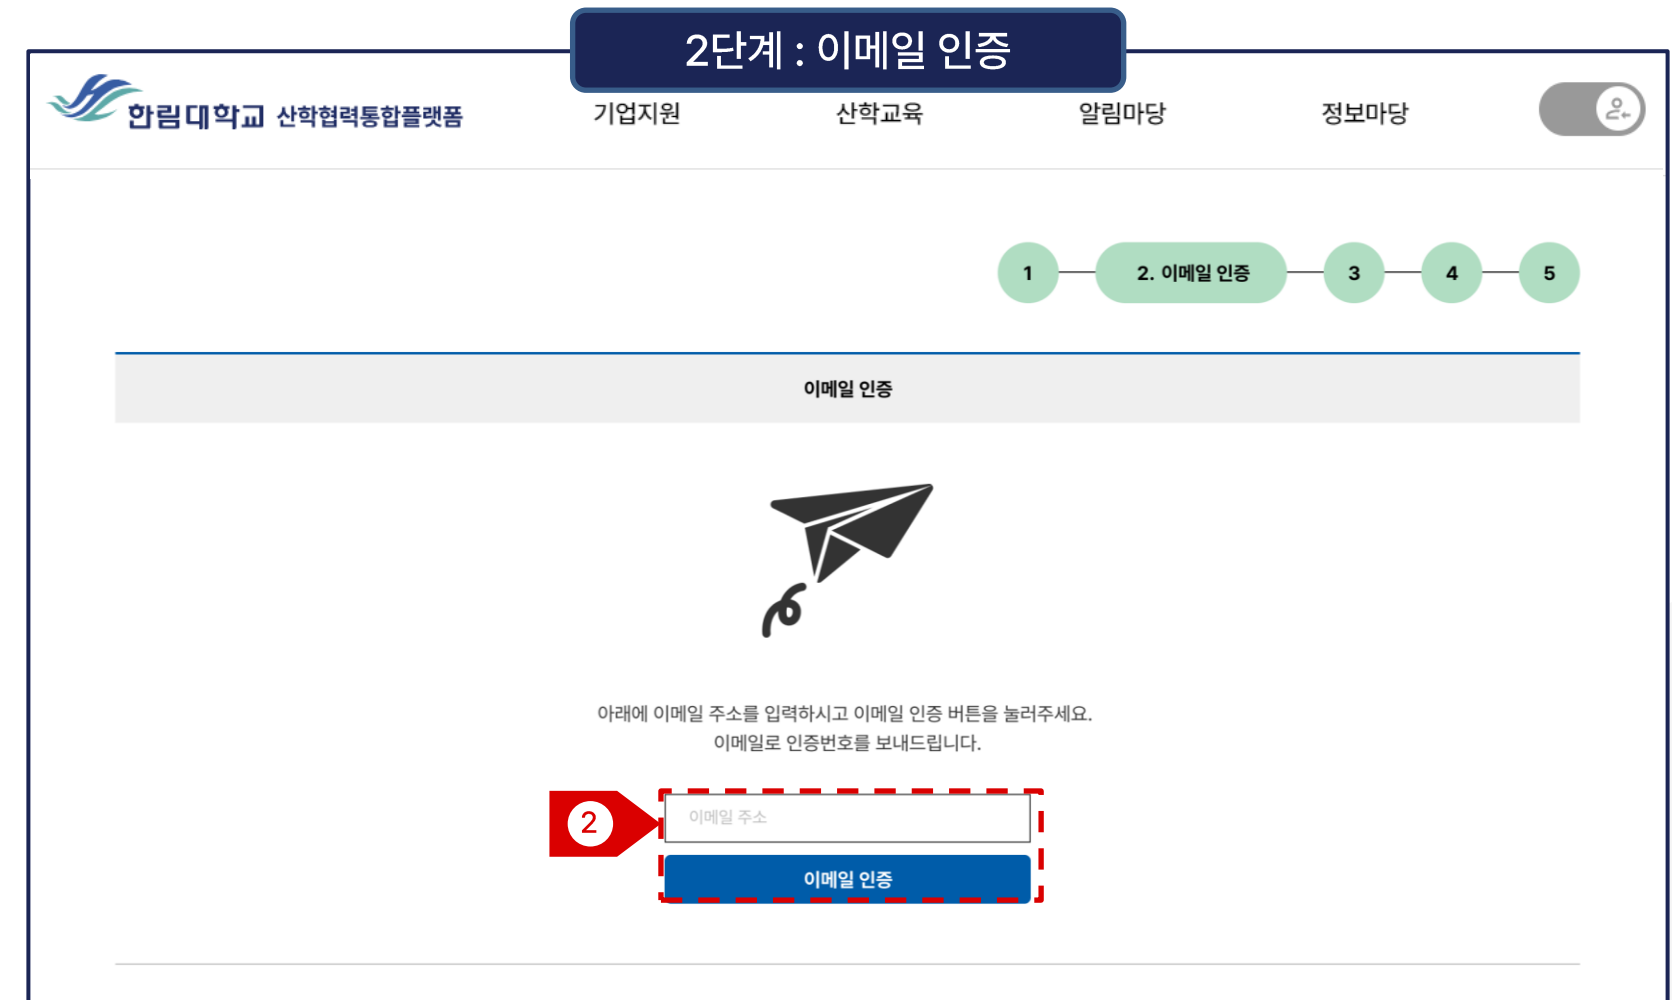 2단계 : 이메일 인증
한림대학교 산학협력통합플랫폼
기업지원
산학교육
알림마당
정보마당
1
2. 이메일 인증
3
4
5
이메일 인증
아래에 이메일 주소를 입력하시고 이메일 인증 버튼을 눌러주세요.
이메일로 인증번호를 보내드립니다.
2
이메일 주소
이메일 인증